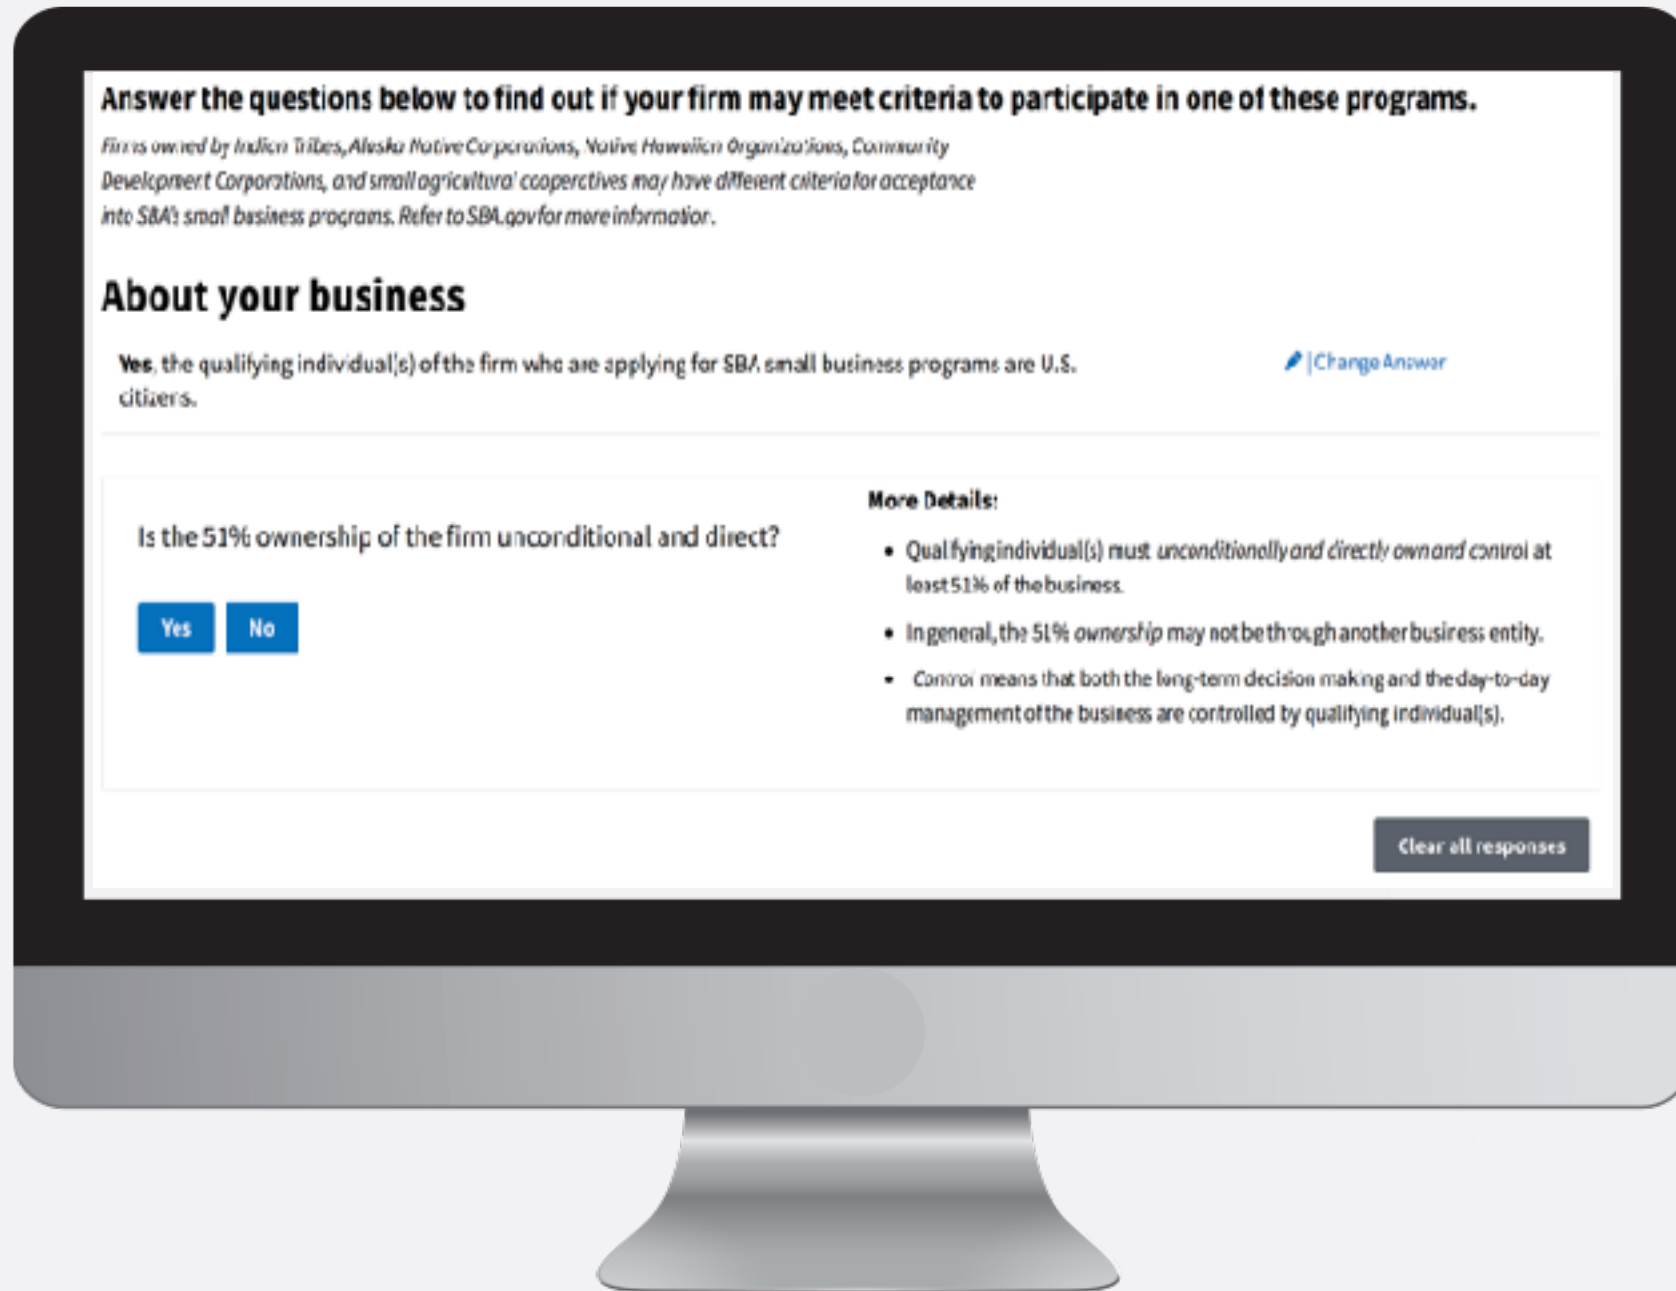 Answer the questions below to find out if your firm may meet criteria to participate in one of these programs.
Firms owned by Indian Tribes, Alaska Native Corporations, Native Hawaiian Organizations, Community
Development Corporations, and small agricultural cooperatives may have different criteria for acceptance
into SBA's small business programs. Refer to SBA.gov for more information.
About your business
Yes, the qualifying individual(s) of the firm who are applying for SBA small business programs are U.S.
citizens.
| Change Answer
Is the 51% ownership of the firm unconditional and direct?
Yes
No
More Details:
• Qualifying individual(s) must unconditionally and directly own and control at
least 51% of the business.
• In general, the 51% ownership may not be through another business entity.
• Control means that both the long-term decision making and the day-to-day
management of the business are controlled by qualifying individual(s).
Clear all responses